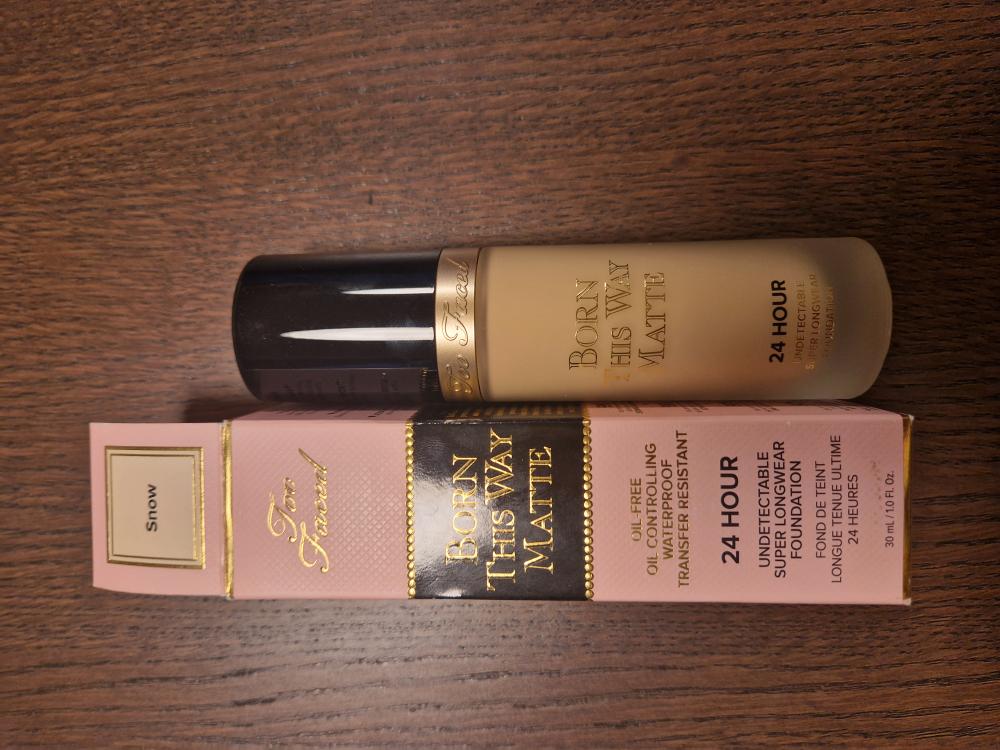 Snow
Too
Faced
BORN
THIS WAY
MATTE
OIL-FREE
OIL CONTROLLING
WATERPROOF
TRANSFER RESISTANT
24 HOUR
UNDETECTABLE
SUPER LONGWEAR
FOUNDATION
FOND DE TEINT
LONGUE TENUE ULTIME
24 HEURES
30 mL/1.0 Fl. Oz.
Too Faced
BORN
THIS WAY
MATTE
24 HOUR
UNDETECTABLE
SUPER LONGWEAR
FOUNDATION